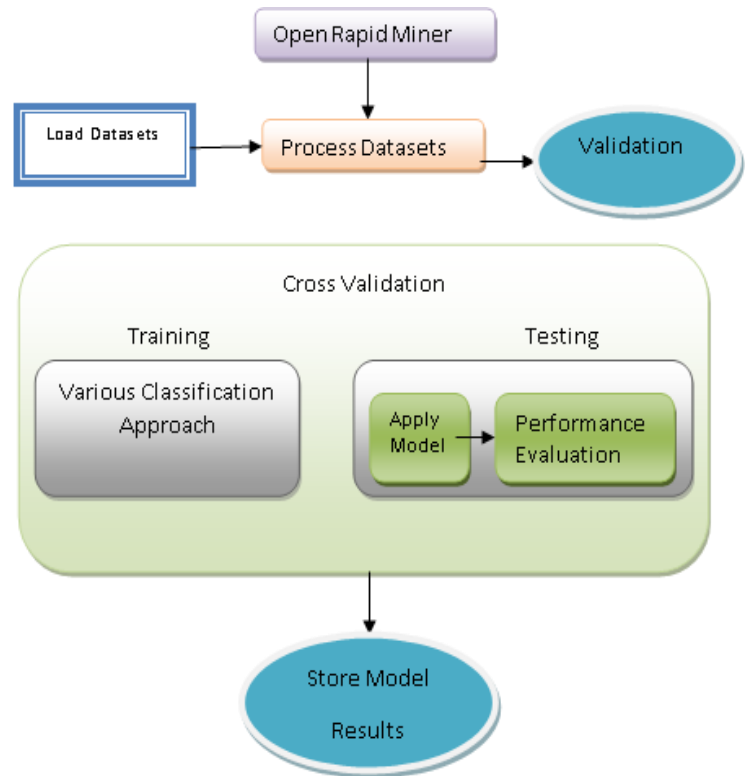 Open Rapid Miner
Load Datasets
Process Datasets
Validation
Cross Validation
Training
Testing
Various Classification
Approach
Apply
Model
Performance
Evaluation
Store Model
Results